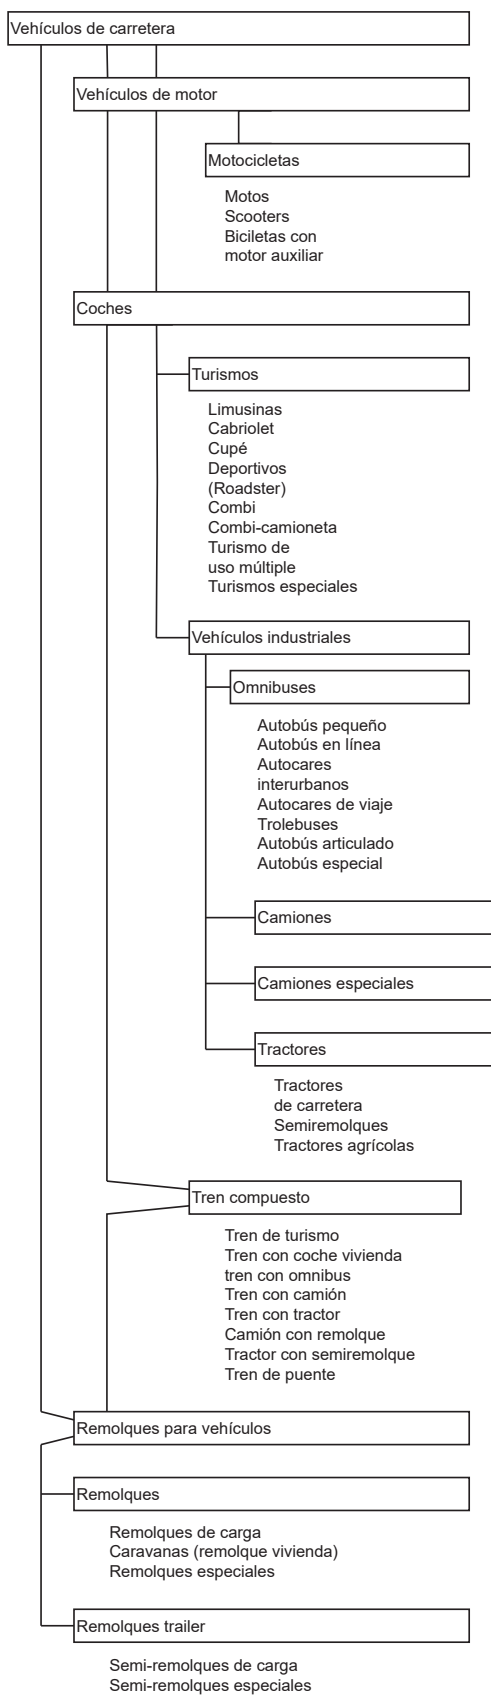 Vehículos de carretera
Vehículos de motor
Motocicletas
Motos
Scooters
Biciletas con
motor auxiliar
Coches
Turismos
Limusinas
Cabriolet
Cupé
Deportivos
(Roadster)
Combi
Combi-camioneta
Turismo de
uso múltiple
Turismos especiales
Vehículos industriales
Omnibuses
Autobús pequeño
Autobús en línea
Autocares
interurbanos
Autocares de viaje
Trolebuses
Autobús articulado
Autobús especial
Camiones
Camiones especiales
Tractores
Tractores
de carretera
Semiremolques
Tractores agrícolas
Tren compuesto
Tren de turismo
Tren con coche vivienda
tren con omnibus
Tren con camión
Tren con tractor
Camión con remolque
Tractor con semiremolque
Tren de puente
Remolques para vehículos
Remolques
Remolques de carga
Caravanas (remolque vivienda)
Remolques especiales
Remolques trailer
Semi-remolques de carga
Semi-remolques especiales